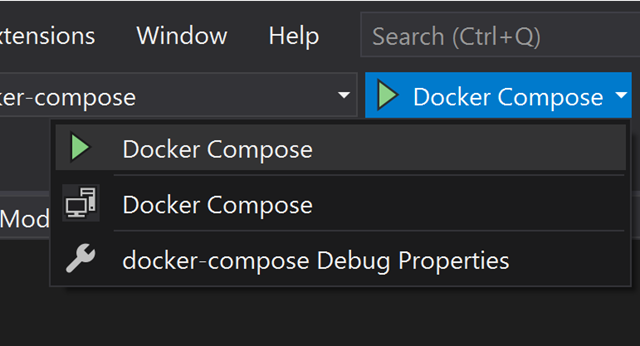 xtensions Window Help Search (Ctrl+Q)
ker-compose Docker Compose
Docker Compose
Mod Docker Compose
docker-compose Debug Properties